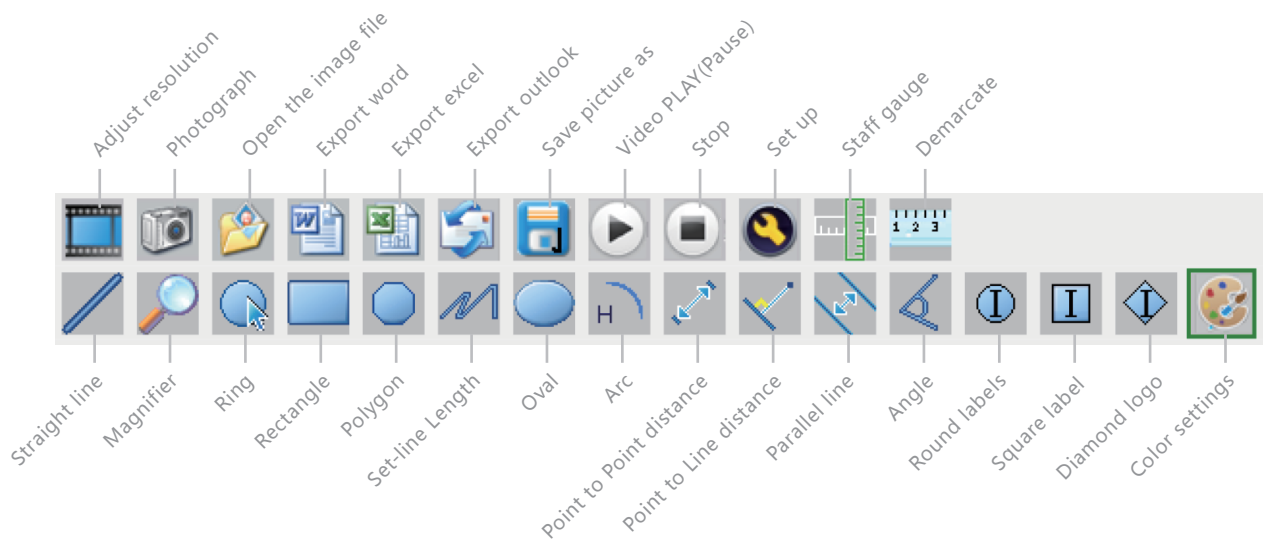 Adjust resolution
Photograph
Open the image file
Export word
Export excel
Export outlook
Save picture as
Video PLAY(Pause)
Stop
Set up
Staff gauge
Demarcate
W
X
1 2 3
H
I
I
I
Straight line
Magnifier
Ring
Rectangle
Polygon
Set-line Length
Oval
Arc
Point to Point distance
Point to Line distance
Parallel line
Angle
Round labels
Square label
Diamond logo
Color settings